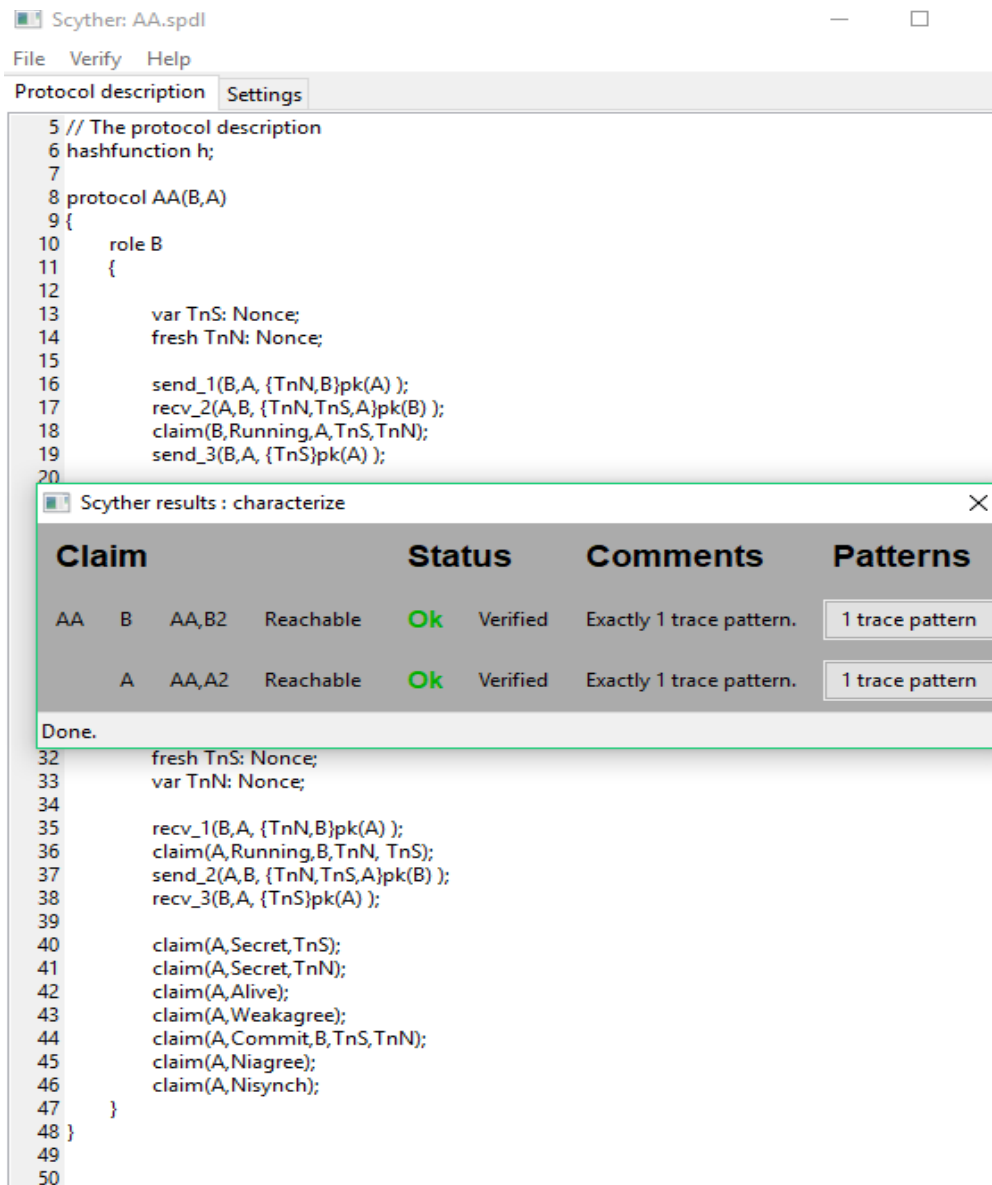 Scyther: AA.spdl
File Verify Help
Protocol description Settings
5 // The protocol description
6 hashfunction h;
7
8 protocol AA(B,A)
9 {
10 role B
11 {
12
13 var TnS: Nonce;
14 fresh TnN: Nonce;
15
16 send_1(B,A, {TnN,B}pk(A) );
17 recv_2(A,B, {TnN,TnS,A}pk(B) );
18 claim(B,Running,A,TnS,TnN);
19 send_3(B,A, {TnS}pk(A) );
20
Scyther results : characterize
Claim Status Comments Patterns
AA B AA,B2 Reachable Ok Verified Exactly 1 trace pattern. 1 trace pattern
A AA,A2 Reachable Ok Verified Exactly 1 trace pattern. 1 trace pattern
Done.
32 fresh TnS: Nonce;
33 var TnN: Nonce;
34
35 recv_1(B,A, {TnN,B}pk(A) );
36 claim(A,Running,B,TnN, TnS);
37 send_2(A,B, {TnN,TnS,A}pk(B) );
38 recv_3(B,A, {TnS}pk(A) );
39
40 claim(A,Secret,TnS);
41 claim(A,Secret,TnN);
42 claim(A,Alive);
43 claim(A,Weakagree);
44 claim(A,Commit,B,TnS,TnN);
45 claim(A,Niagree);
46 claim(A,Nisynch);
47 }
48 }
49
50